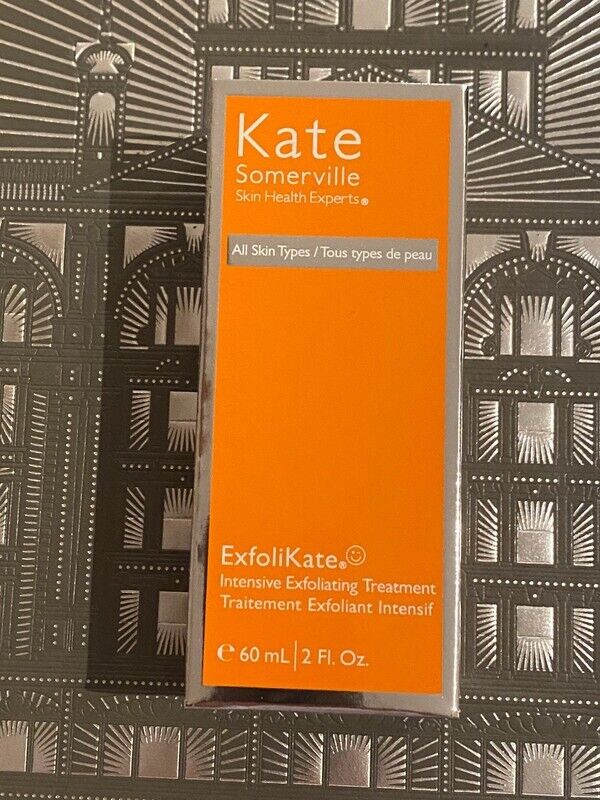 Kate
Somerville
Skin Health Experts®
All Skin Types / Tous types de peau
ExfoliKate®
Intensive Exfoliating Treatment
Traitement Exfoliant Intensif
℮ 60 mL | 2 Fl. Oz.